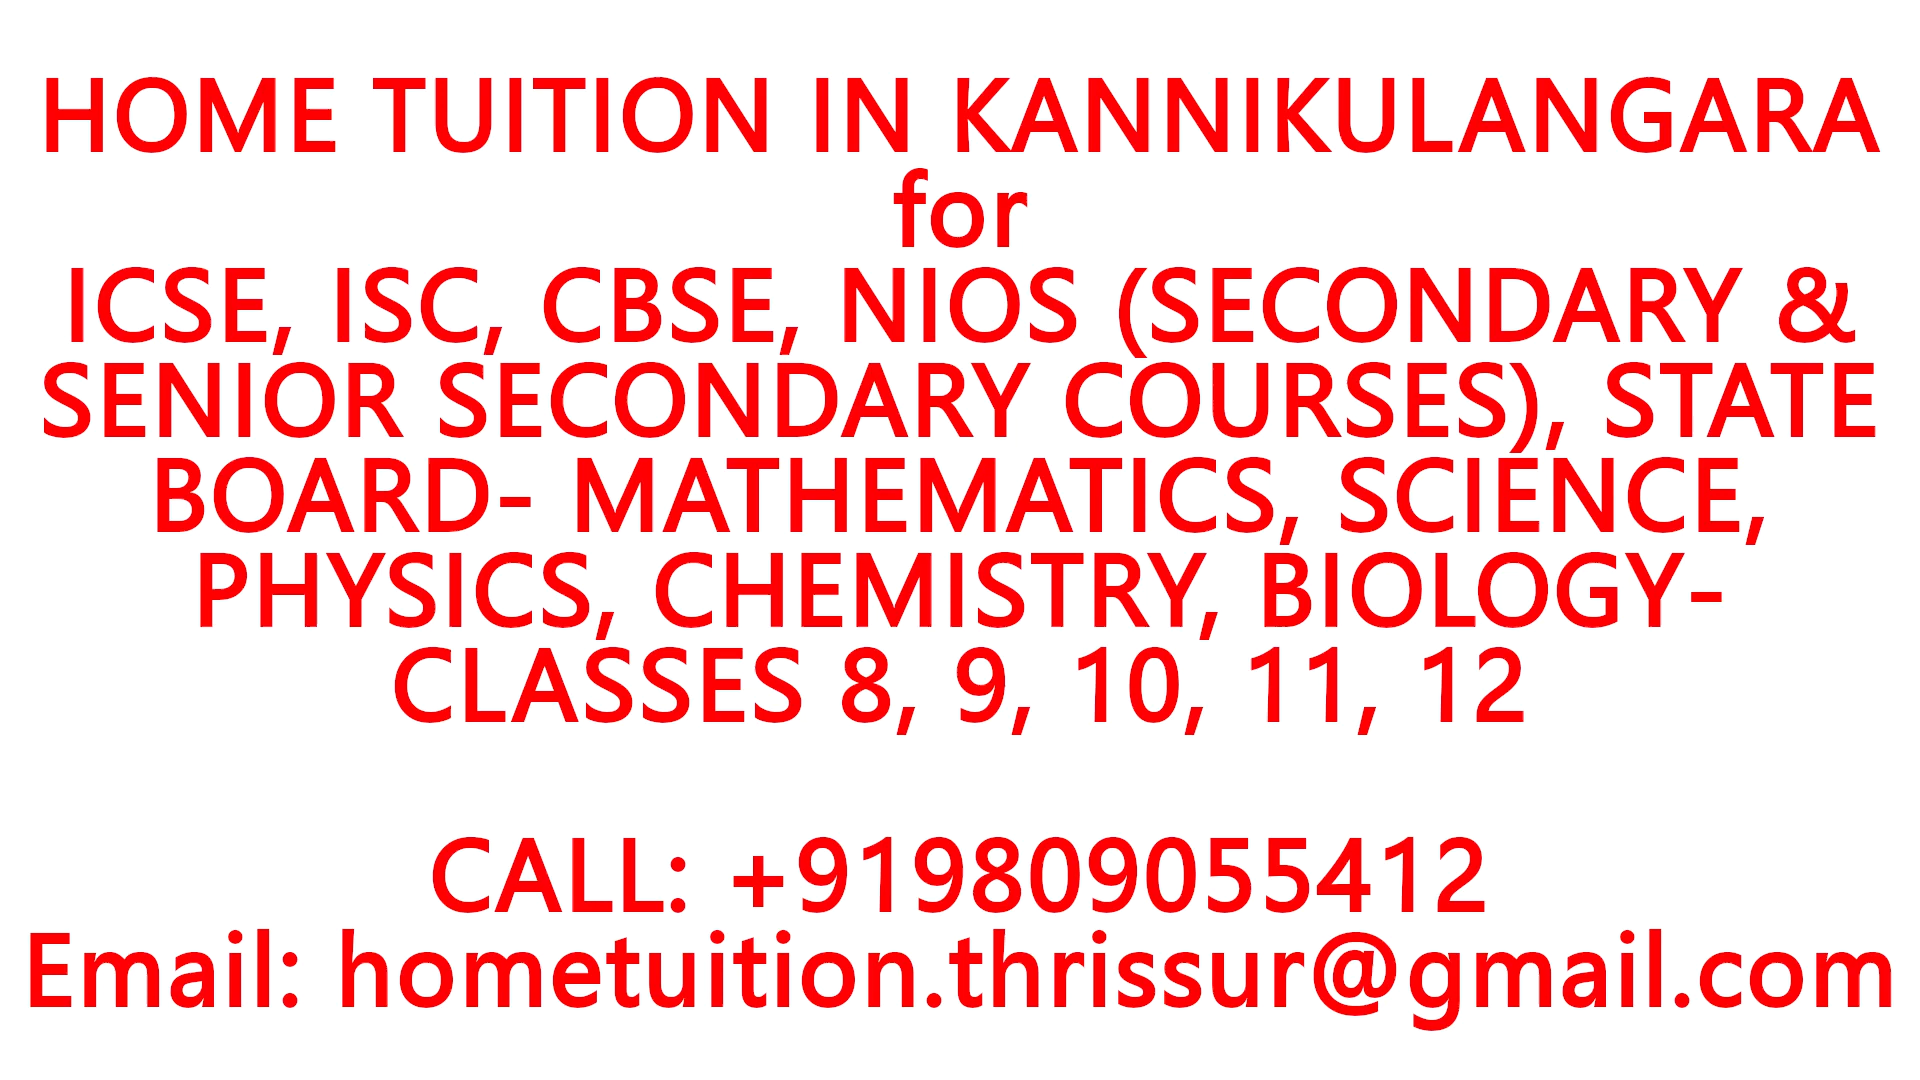 HOME TUITION IN KANNIKULANGARA
for
ICSE, ISC, CBSE, NIOS (SECONDARY &
SENIOR SECONDARY COURSES), STATE
BOARD- MATHEMATICS, SCIENCE,
PHYSICS, CHEMISTRY, BIOLOGY-
CLASSES 8, 9, 10, 11, 12
CALL: +919809055412
Email: hometuition.thrissur@gmail.com